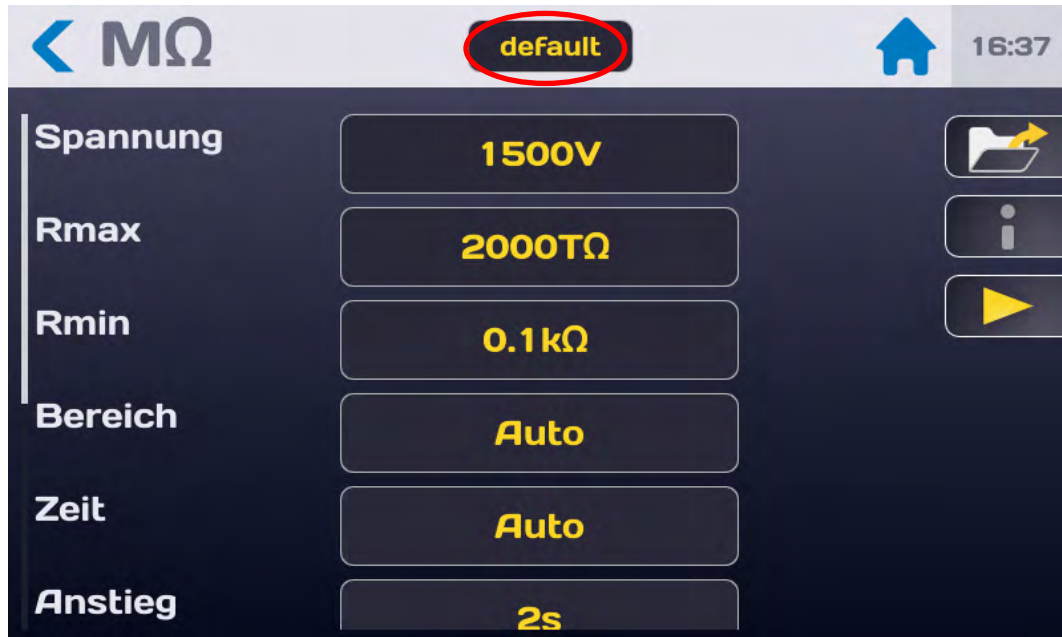 MΩ default 16:37
Spannung 1500V
Rmax 2000TΩ
Rmin 0.1kΩ
Bereich Auto
Zeit Auto
Anstieg 2s